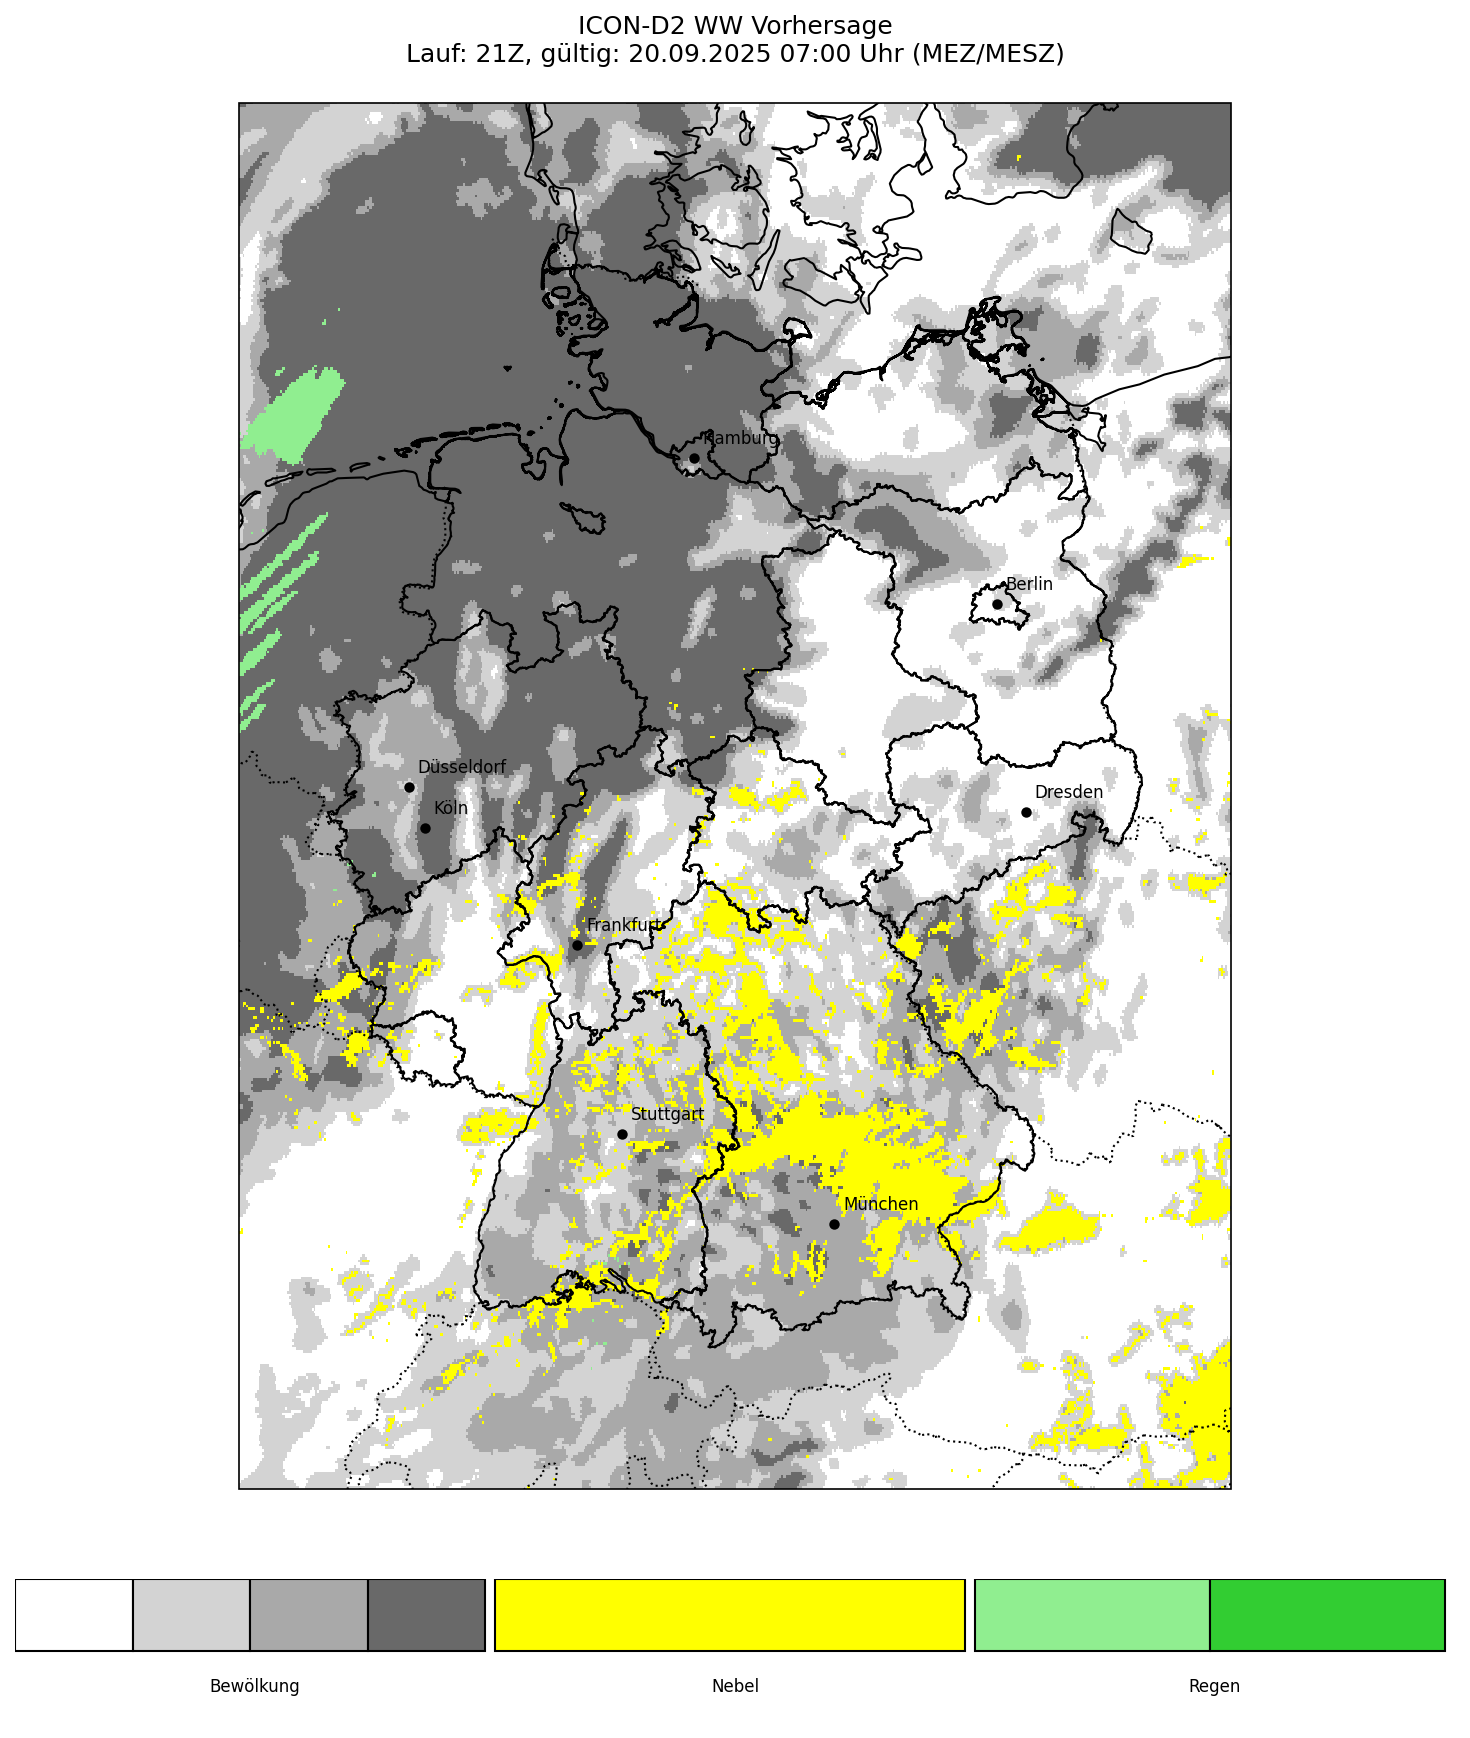 ICON-D2 WW Vorhersage
Lauf: 21Z, gültig: 20.09.2025 07:00 Uhr (MEZ/MESZ)
Hamburg
Berlin
Düsseldorf
Köln
Dresden
Frankfurt
Stuttgart
München
Bewölkung
Nebel
Regen